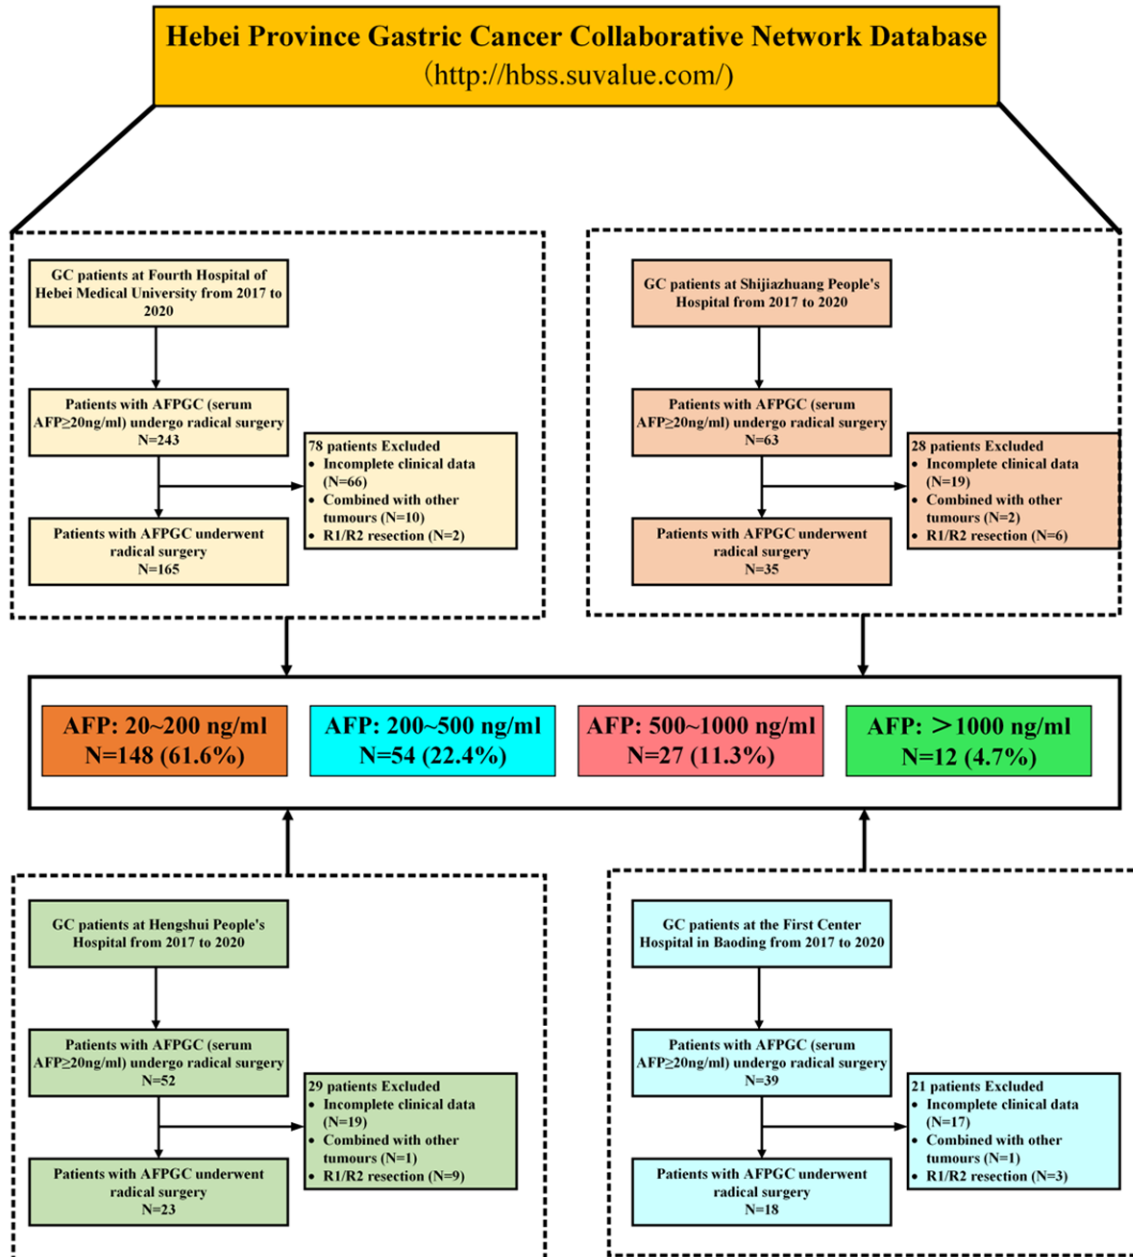 Hebei Province Gastric Cancer Collaborative Network Database
（http://hbss.suvalue.com/)
GC patients at Fourth Hospital of
Hebei Medical University from 2017 to
2020
Patients with AFPGC (serum
AFP≥20ng/ml) undergo radical surgery
N=243
78 patients Excluded
• Incomplete clinical data
(N=66)
• Combined with other
tumours (N=10)
• R1/R2 resection (N=2)
Patients with AFPGC underwent
radical surgery
N=165
GC patients at Shijiazhuang People's
Hospital from 2017 to 2020
Patients with AFPGC (serum
AFP≥20ng/ml) undergo radical surgery
N=63
28 patients Excluded
• Incomplete clinical data
(N=19)
• Combined with other
tumours (N=2)
• R1/R2 resection (N=6)
Patients with AFPGC underwent
radical surgery
N=35
AFP: 20~200 ng/ml
N=148 (61.6%)
AFP: 200~500 ng/ml
N=54 (22.4%)
AFP: 500~1000 ng/ml
N=27 (11.3%)
AFP: ＞1000 ng/ml
N=12 (4.7%)
GC patients at Hengshui People's
Hospital from 2017 to 2020
Patients with AFPGC (serum
AFP≥20ng/ml) undergo radical surgery
N=52
29 patients Excluded
• Incomplete clinical data
(N=19)
• Combined with other
tumours (N=1)
• R1/R2 resection (N=9)
Patients with AFPGC underwent
radical surgery
N=23
GC patients at the First Center
Hospital in Baoding from 2017 to 2020
Patients with AFPGC (serum
AFP≥20ng/ml) undergo radical surgery
N=39
21 patients Excluded
• Incomplete clinical data
(N=17)
• Combined with other
tumours (N=1)
• R1/R2 resection (N=3)
Patients with AFPGC underwent
radical surgery
N=18